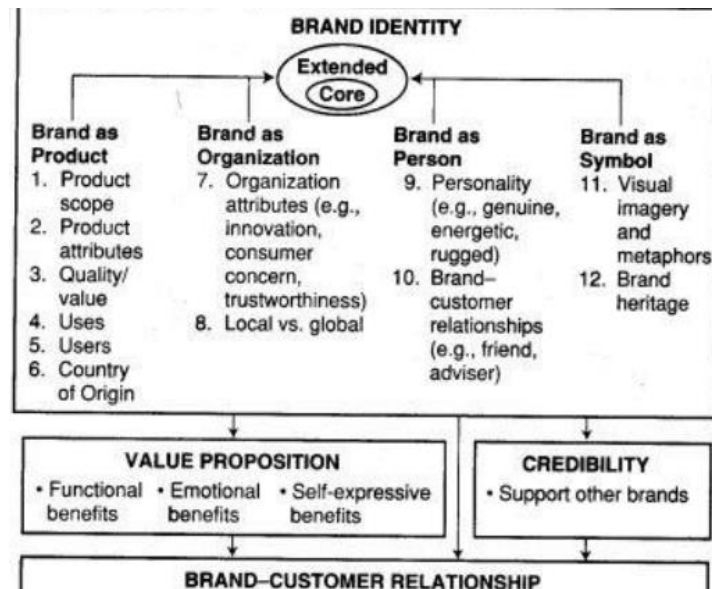 BRAND IDENTITY
Extended
Core
Brand as
Product
1. Product
scope
2. Product
attributes
3. Quality/
value
4. Uses
5. Users
6. Country
of Origin
Brand as
Organization
7. Organization
attributes (e.g.,
innovation,
consumer
concern,
trustworthiness)
8. Local vs. global
Brand as
Person
9. Personality
(e.g., genuine,
energetic,
rugged)
10. Brand–
customer
relationships
(e.g., friend,
adviser)
Brand as
Symbol
11. Visual
imagery
and
metaphors
12. Brand
heritage
VALUE PROPOSITION
• Functional
benefits
• Emotional
benefits
• Self-expressive
benefits
CREDIBILITY
• Support other brands
BRAND–CUSTOMER RELATIONSHIP